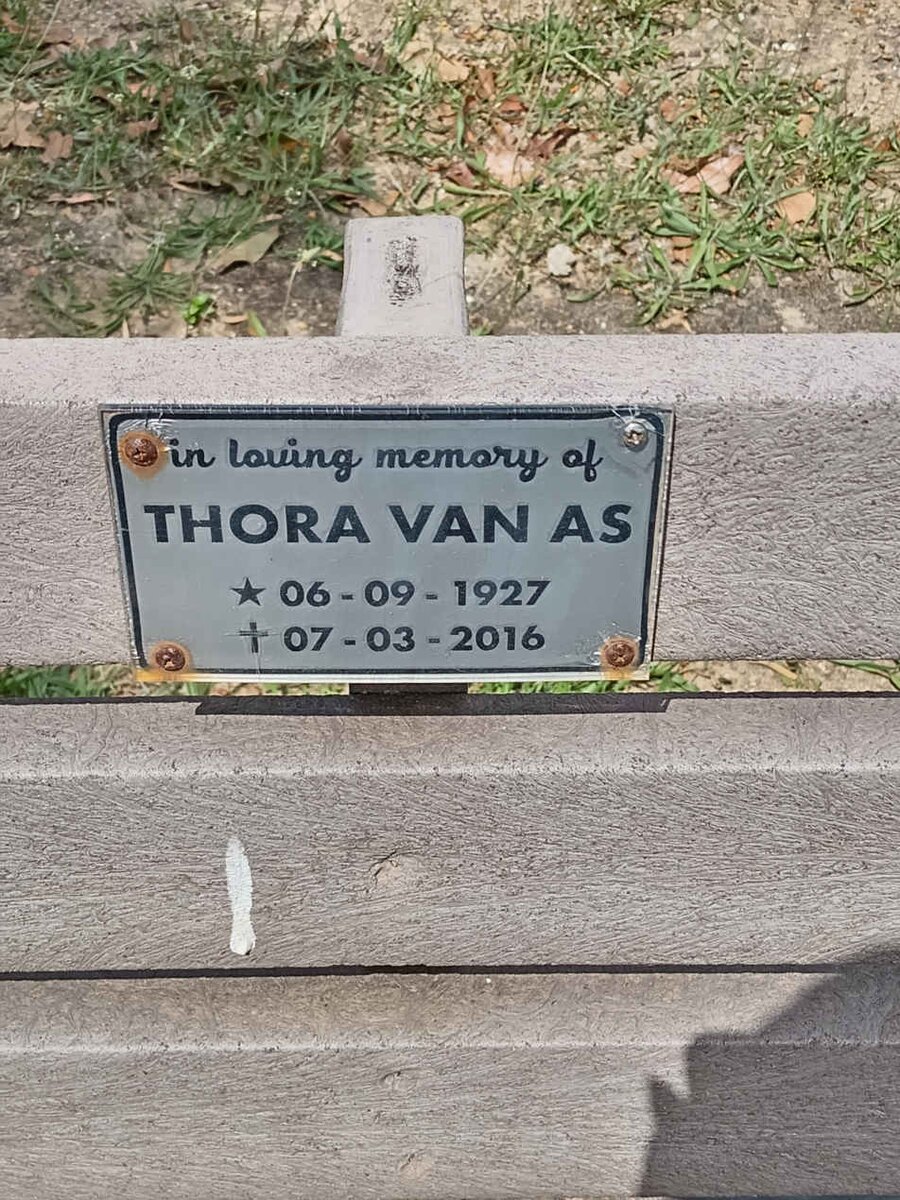 in loving memory of
THORA VAN AS
★ 06 - 09 - 1927
✝ 07 - 03 - 2016